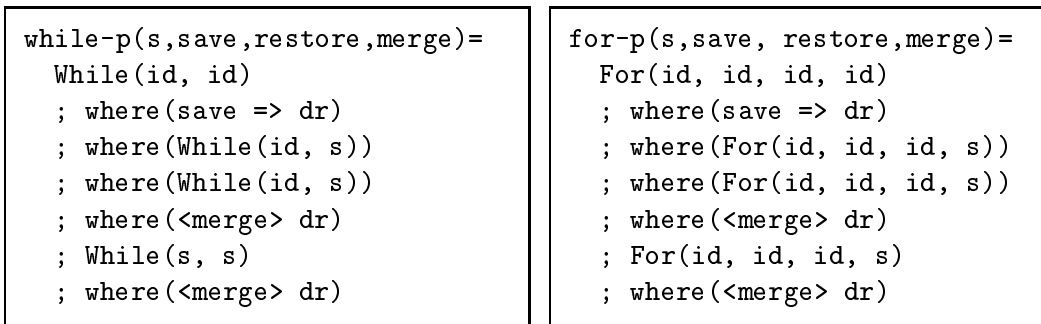 while-p(s,save,restore,merge)=
While(id, id)
; where(save => dr)
; where(While(id, s))
; where(While(id, s))
; where(<merge> dr)
; While(s, s)
; where(<merge> dr)
for-p(s,save, restore,merge)=
For(id, id, id, id)
; where(save => dr)
; where(For(id, id, id, s))
; where(For(id, id, id, s))
; where(<merge> dr)
; For(id, id, id, s)
; where(<merge> dr)